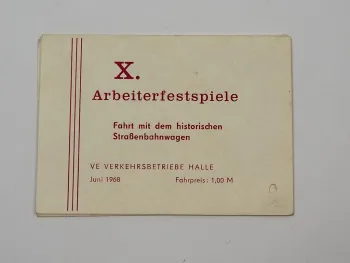 X.
Arbeiterfestspiele
Fahrt mit dem historischen
Straßenbahnwagen
VE VERKEHRSBETRIEBE HALLE
Juni 1968 Fahrpreis: 1,00 M